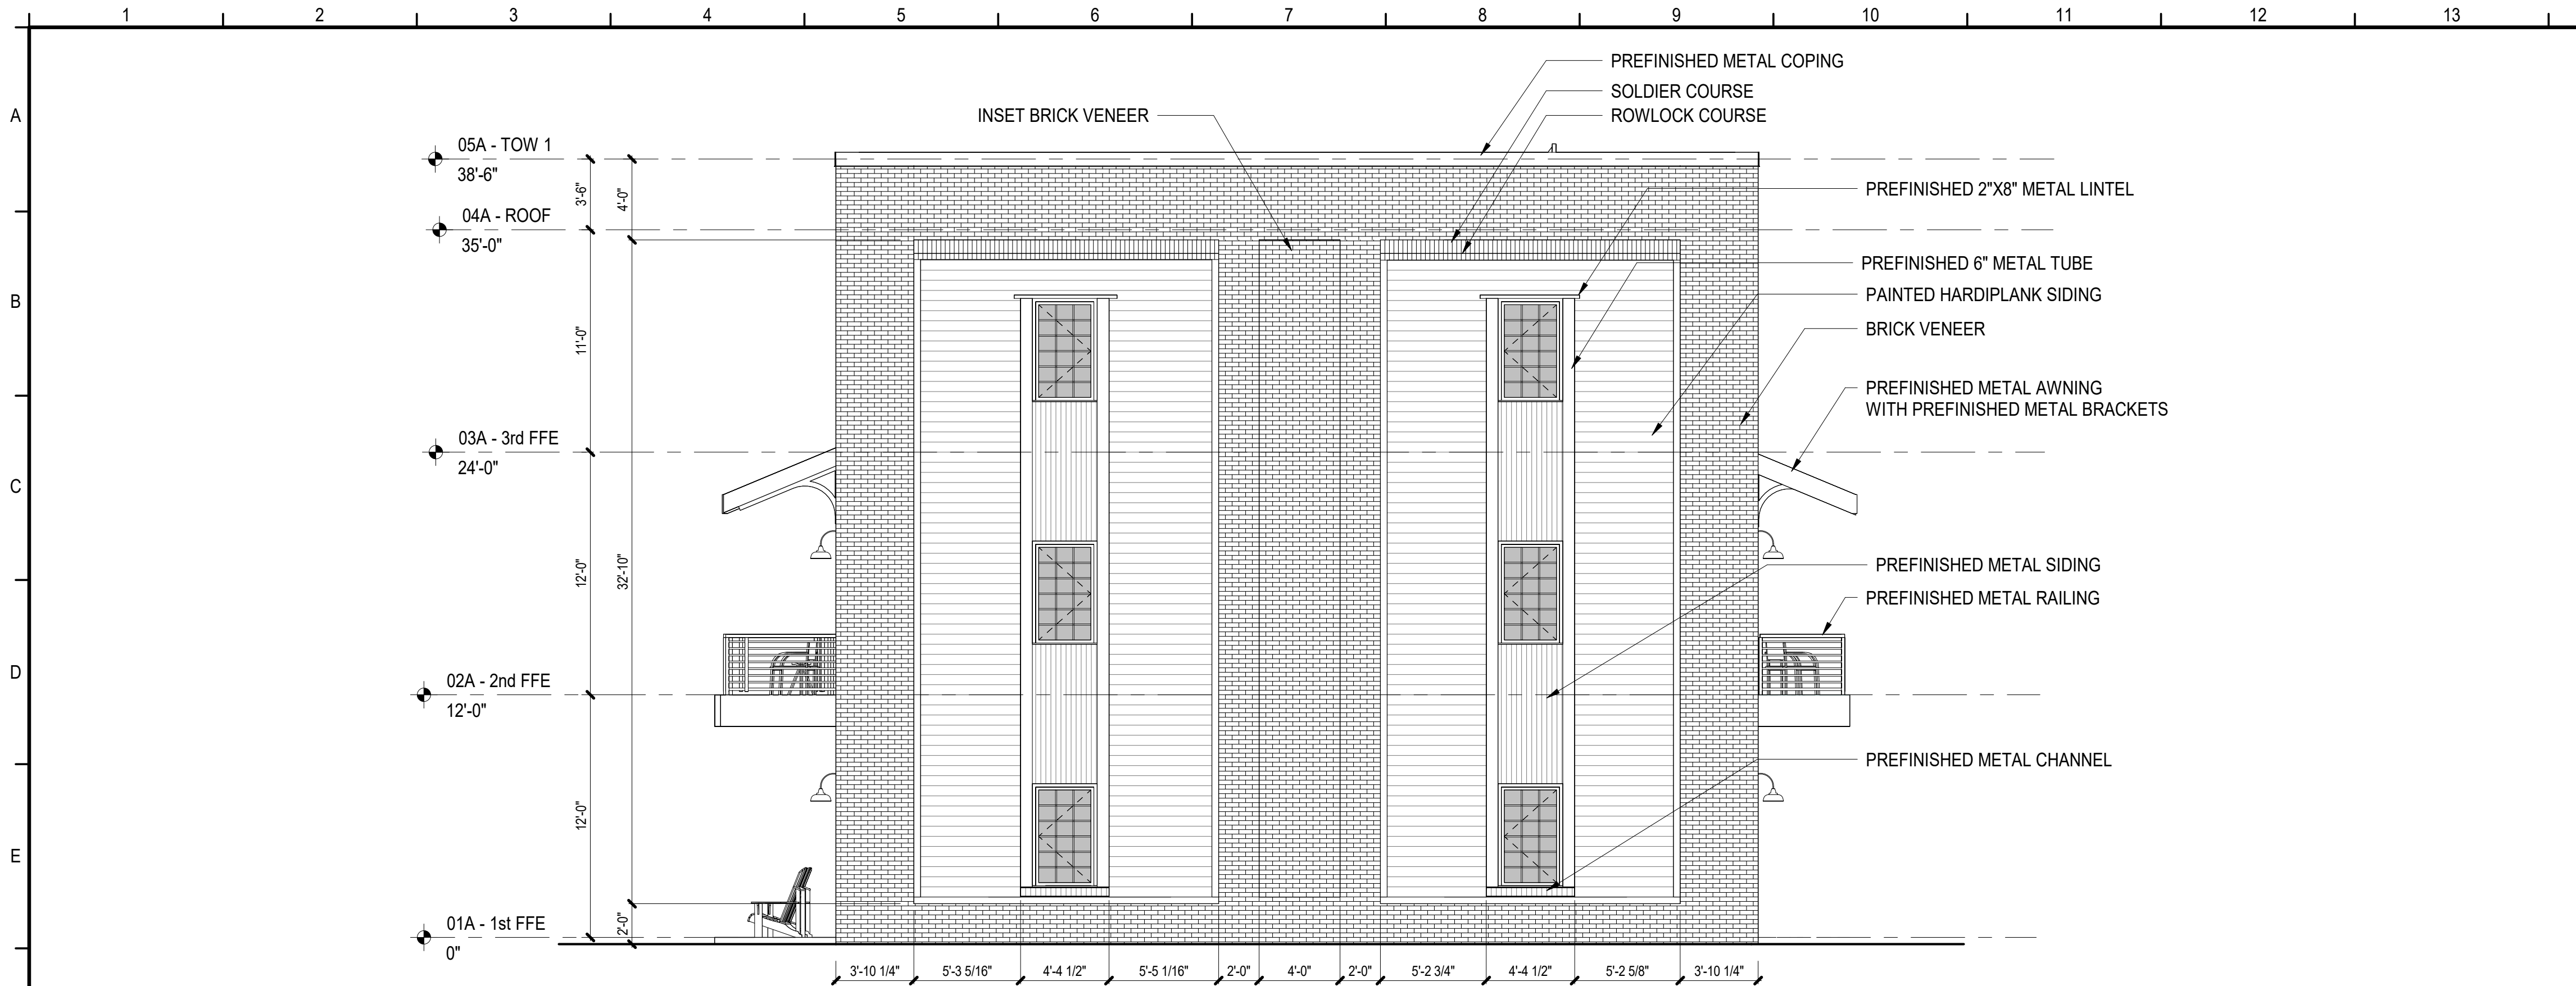 1 2 3 4 5 6 7 8 9 10 11 12 13
PREFINISHED METAL COPING
SOLDIER COURSE
A
INSET BRICK VENEER
ROWLOCK COURSE
05A - TOW 1
38'-6"
3'-6"
4'-0"
PREFINISHED 2"X8" METAL LINTEL
04A - ROOF
35'-0"
PREFINISHED 6" METAL TUBE
PAINTED HARDIPLANK SIDING
B
BRICK VENEER
11'-0"
PREFINISHED METAL AWNING
WITH PREFINISHED METAL BRACKETS
03A - 3rd FFE
24'-0"
C
12'-0"
32'-10"
PREFINISHED METAL SIDING
PREFINISHED METAL RAILING
D
02A - 2nd FFE
12'-0"
PREFINISHED METAL CHANNEL
12'-0"
E
01A - 1st FFE
0"
2'-0"
3'-10 1/4" 5'-3 5/16" 4'-4 1/2" 5'-5 1/16" 2'-0" 4'-0" 2'-0" 5'-2 3/4" 4'-4 1/2" 5'-2 5/8" 3'-10 1/4"